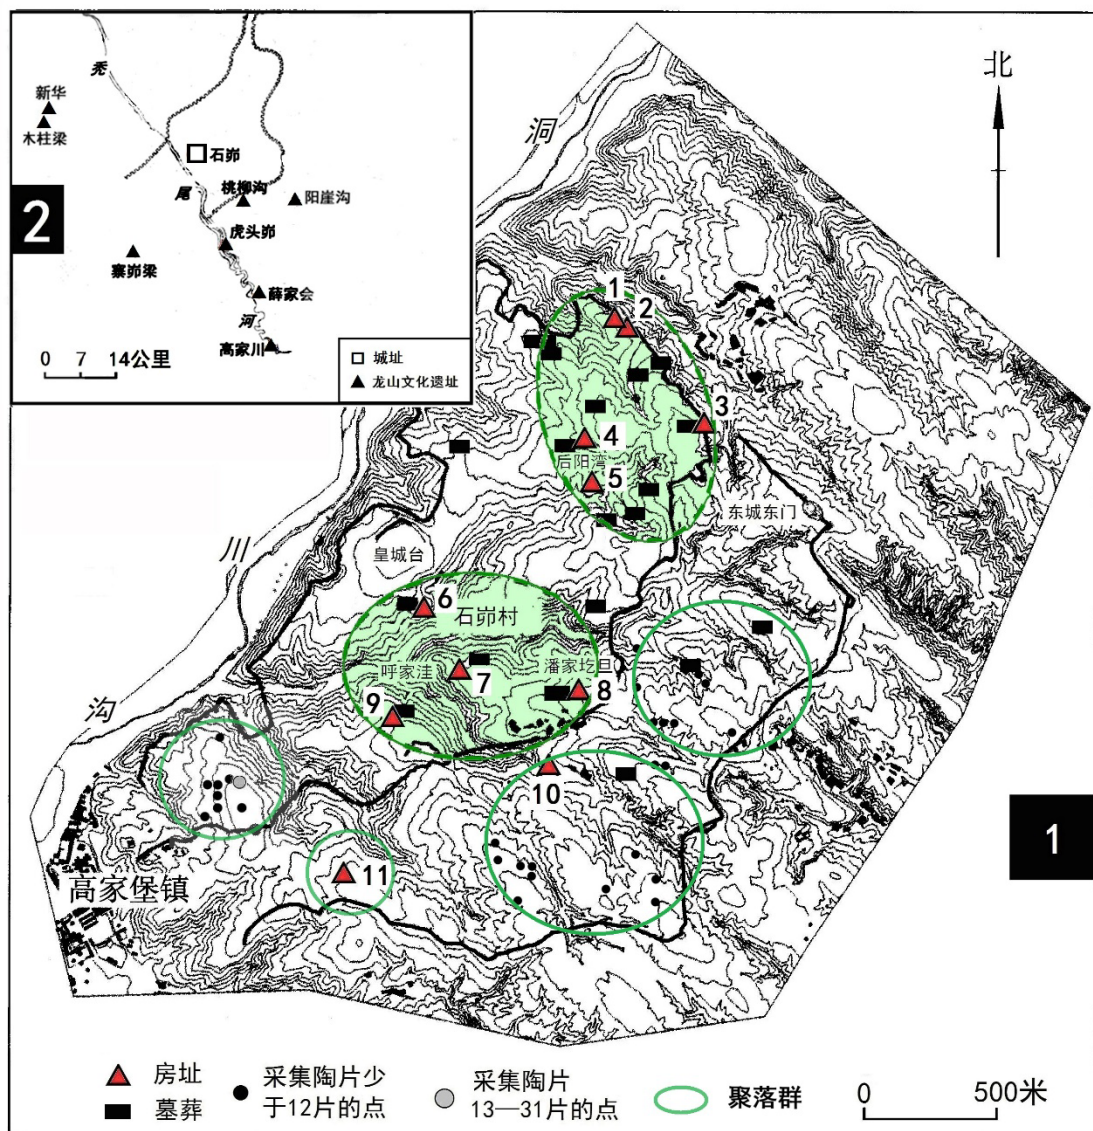 北
秃
新华
木柱梁
石峁
尾
桃柳沟
阳崖沟
2
虎头峁
寨峁梁
薛家会
河
高家川
0 7 14公里
城址
龙山文化遗址
洞
川
沟
1
2
3
4
后阳湾
5
东城东门
皇城台
6
石峁村
呼家洼
潘家圪旦
7
8
9
10
11
1
高家堡镇
房址
墓葬
采集陶片少
于12片的点
采集陶片
13—31片的点
聚落群
0 500米